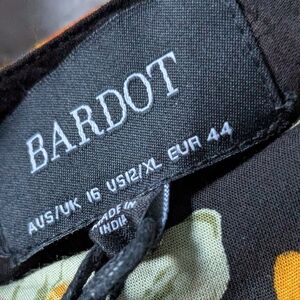 BARDOT
AUS/UK 16 US12/XL EUR 44
MADE IN
INDIA